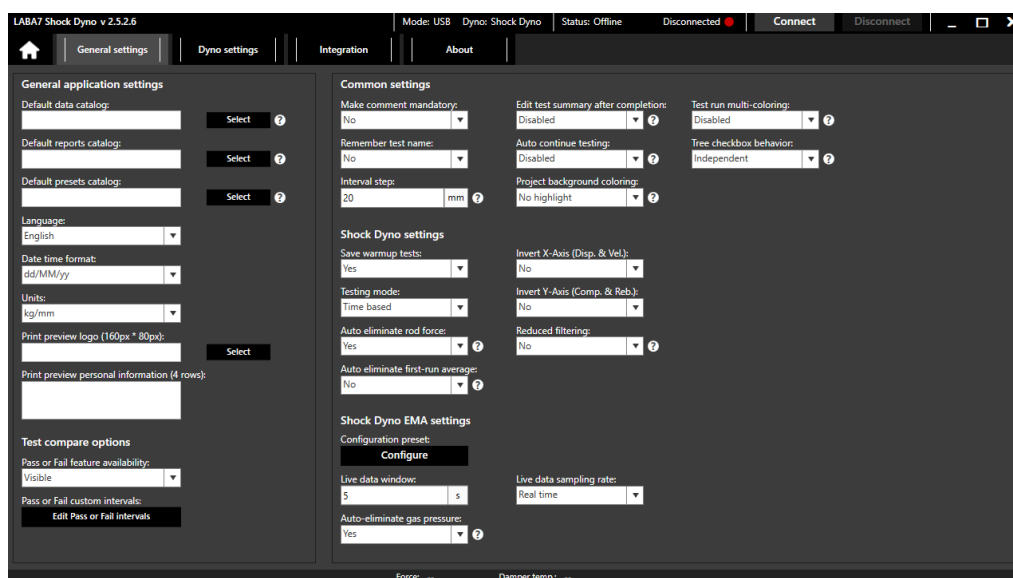 LABA7 Shock Dyno v 2.5.2.6
Mode: USB Dyno: Shock Dyno Status: Offline Disconnected Connect Disconnect
General settings Dyno settings Integration About
General application settings
Default data catalog:
Select ?
Default reports catalog:
Select ?
Default presets catalog:
Select ?
Language:
English
Date time format:
dd/MM/yy
Units:
kg/mm
Print preview logo (160px * 80px):
Select
Print preview personal information (4 rows):
Test compare options
Pass or Fail feature availability:
Visible
Pass or Fail custom intervals:
Edit Pass or Fail intervals
Common settings
Make comment mandatory: Edit test summary after completion: Test run multi-coloring:
No Disabled ? Disabled ?
Remember test name: Auto continue testing: Tree checkbox behavior:
No Disabled ? Independent ?
Interval step: Project background coloring:
20 mm ? No highlight ?
Shock Dyno settings
Save warmup tests: Invert X-Axis (Disp. & Vel.):
Yes No
Testing mode: Invert Y-Axis (Comp. & Reb.):
Time based No
Auto eliminate rod force: Reduced filtering:
Yes ? No ?
Auto eliminate first-run average:
No ?
Shock Dyno EMA settings
Configuration preset:
Configure
Live data window: Live data sampling rate:
5 s Real time
Auto-eliminate gas pressure:
Yes ?
Force: -- Damper temp.: --